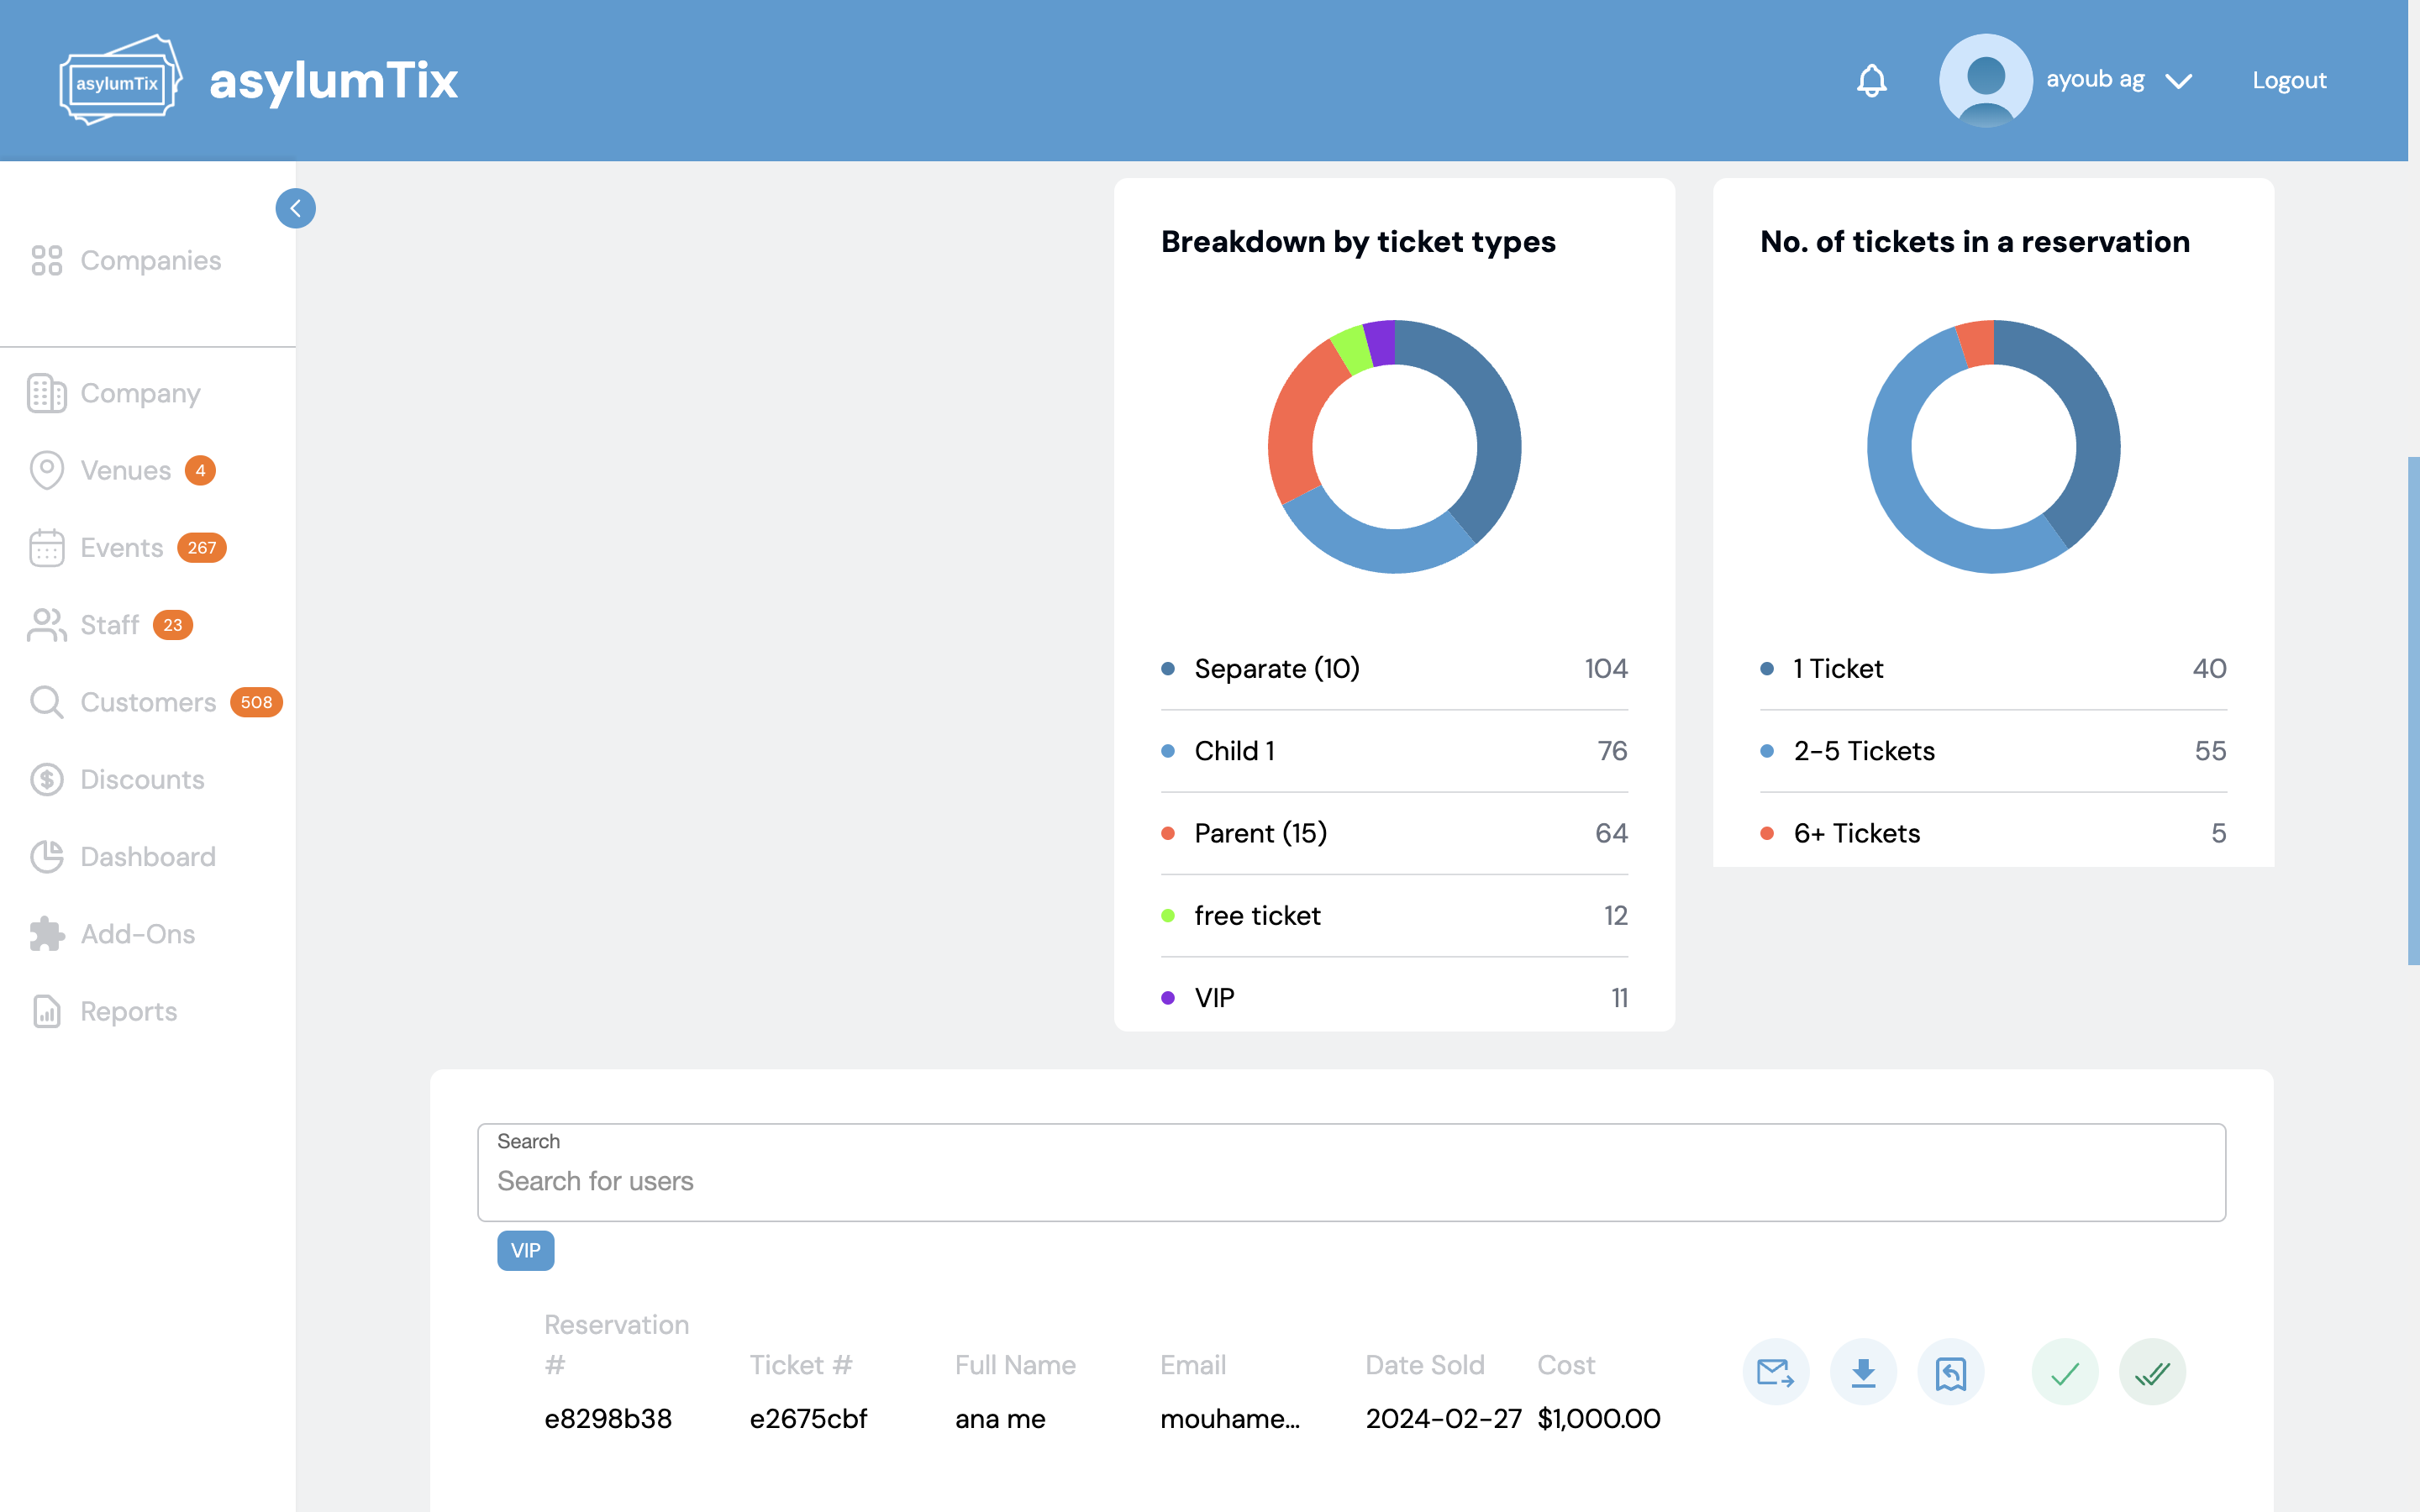 asylumTix
asylumTix
ayoub ag
Logout
Companies
Company
Venues 4
Events 267
Staff 23
Customers 508
Discounts
Dashboard
Add-Ons
Reports
Breakdown by ticket types
Separate (10) 104
Child 1 76
Parent (15) 64
free ticket 12
VIP 11
No. of tickets in a reservation
1 Ticket 40
2-5 Tickets 55
6+ Tickets 5
Search
Search for users
VIP
Reservation
# Ticket # Full Name Email Date Sold Cost
e8298b38 e2675cbf ana me mouhame... 2024-02-27 $1,000.00